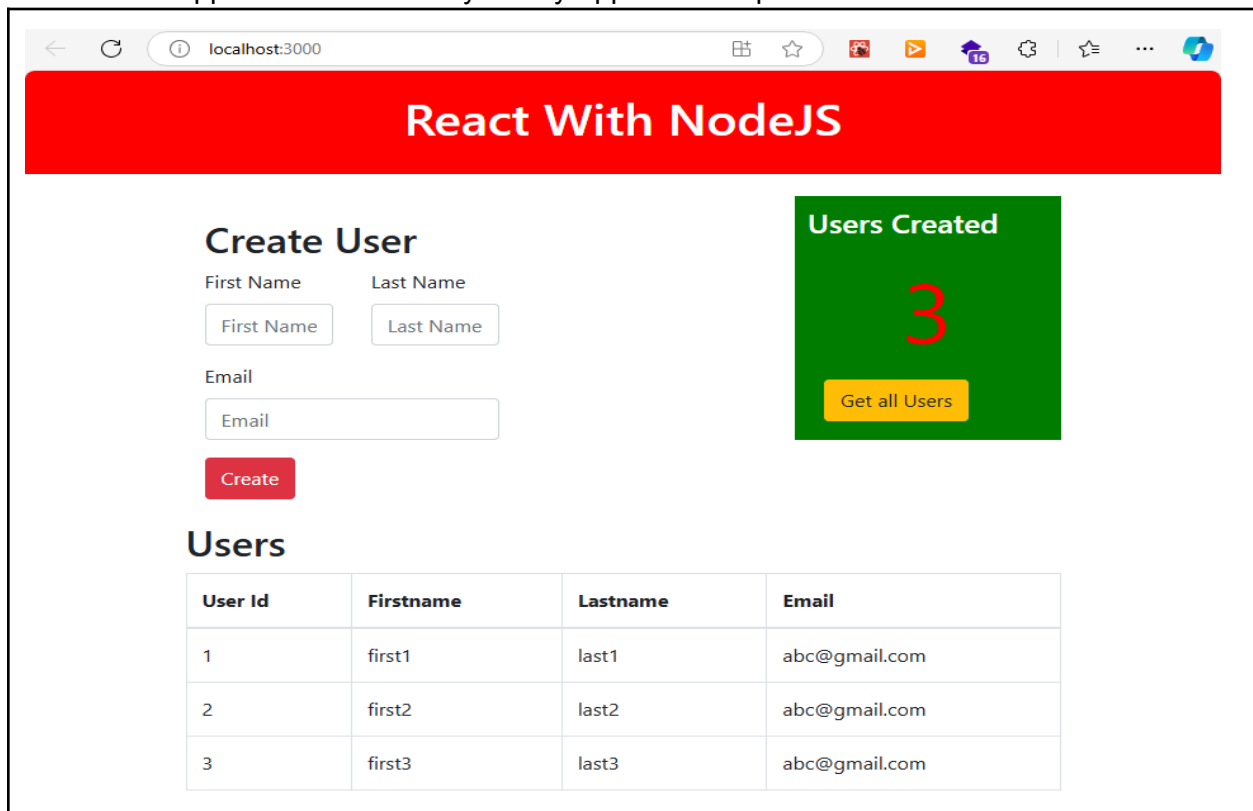 localhost:3000
16
React With NodeJS
Create User
First Name Last Name
First Name Last Name
Email
Email
Create
Users Created
3
Get all Users
Users
User Id Firstname Lastname Email
1 first1 last1 abc@gmail.com
2 first2 last2 abc@gmail.com
3 first3 last3 abc@gmail.com